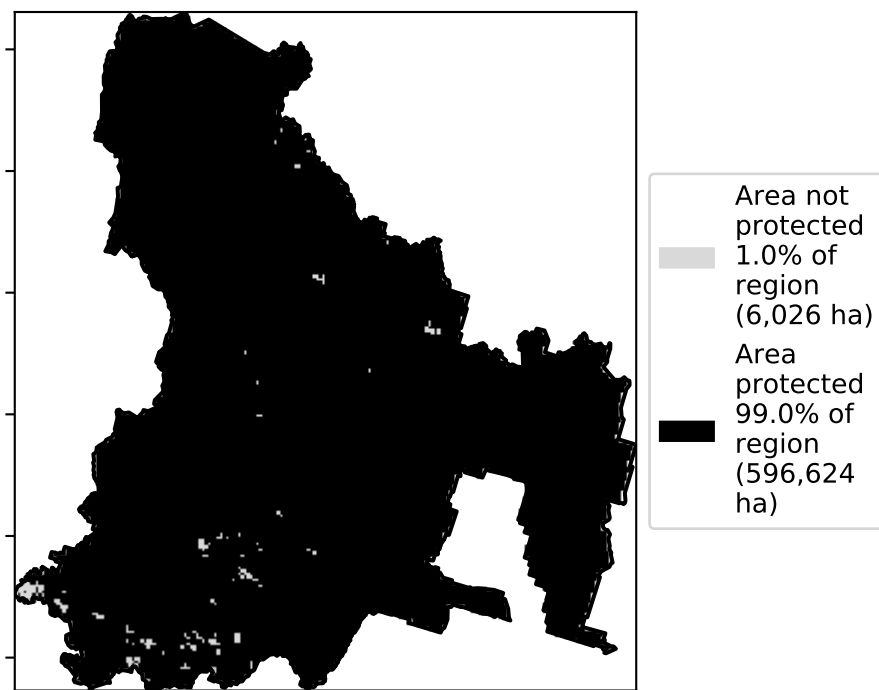 Area not
protected
1.0% of
region
(6,026 ha)
Area
protected
99.0% of
region
(596,624
ha)